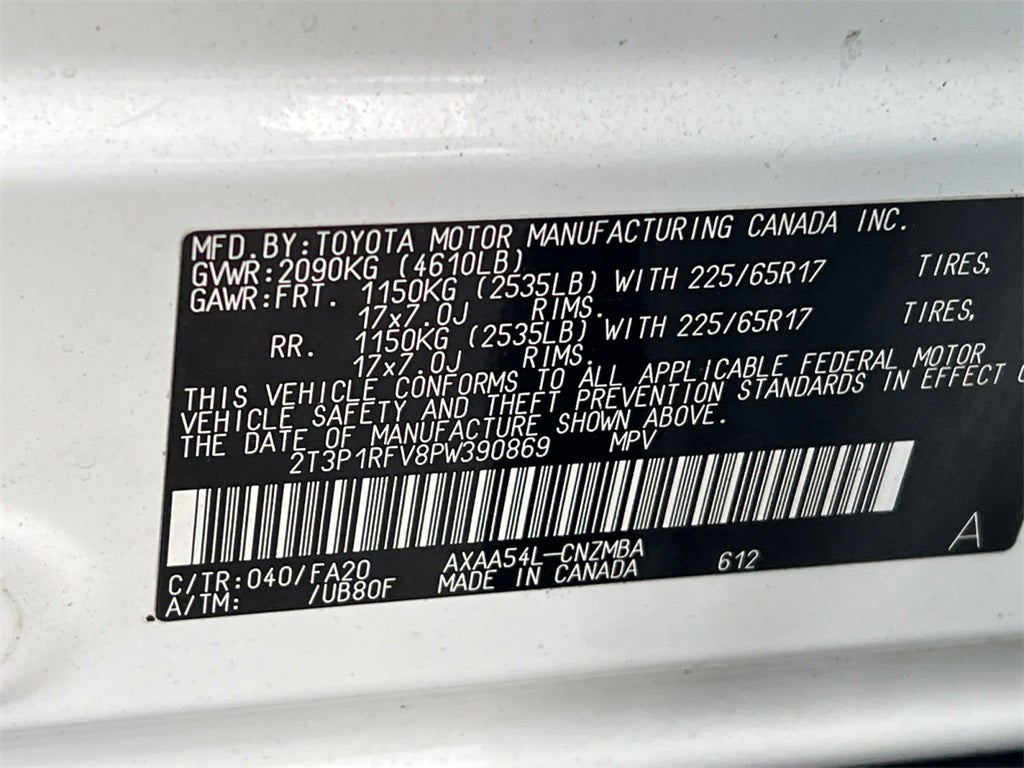 MFD. BY: TOYOTA MOTOR MANUFACTURING CANADA INC.
GVWR: 2090KG (4610LB)
GAWR: FRT. 1150KG (2535LB) WITH 225/65R17 TIRES,
17x7.0J RIMS.
RR. 1150KG (2535LB) WITH 225/65R17 TIRES,
17x7.0J RIMS.
THIS VEHICLE CONFORMS TO ALL APPLICABLE FEDERAL MOTOR
VEHICLE SAFETY AND THEFT PREVENTION STANDARDS IN EFFECT
THE DATE OF MANUFACTURE SHOWN ABOVE.
2T3P1RFV8PW390869 MPV
C/TR: 040/FA20 AXAA54L-CNZMBA 612 A
A/TM: /UB80F MADE IN CANADA